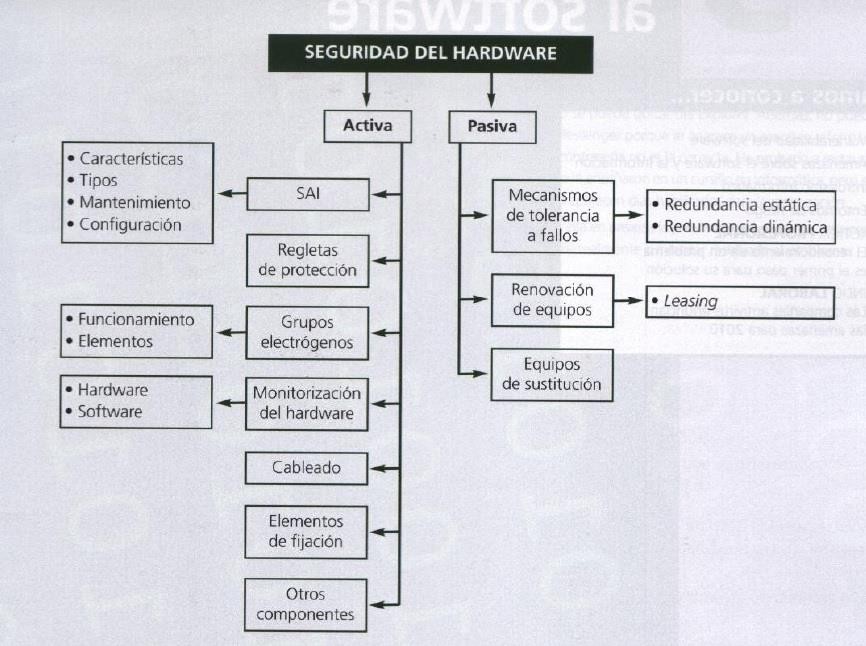 al software
SEGURIDAD DEL HARDWARE
Activa
Pasiva
• Características
• Tipos
• Mantenimiento
• Configuración
SAI
Regletas
de protección
• Funcionamiento
• Elementos
Grupos
electrógenos
• Hardware
• Software
Monitorización
del hardware
Cableado
Elementos
de fijación
Otros
componentes
Mecanismos
de tolerancia
a fallos
• Redundancia estática
• Redundancia dinámica
Renovación
de equipos
• Leasing
Equipos
de sustitución